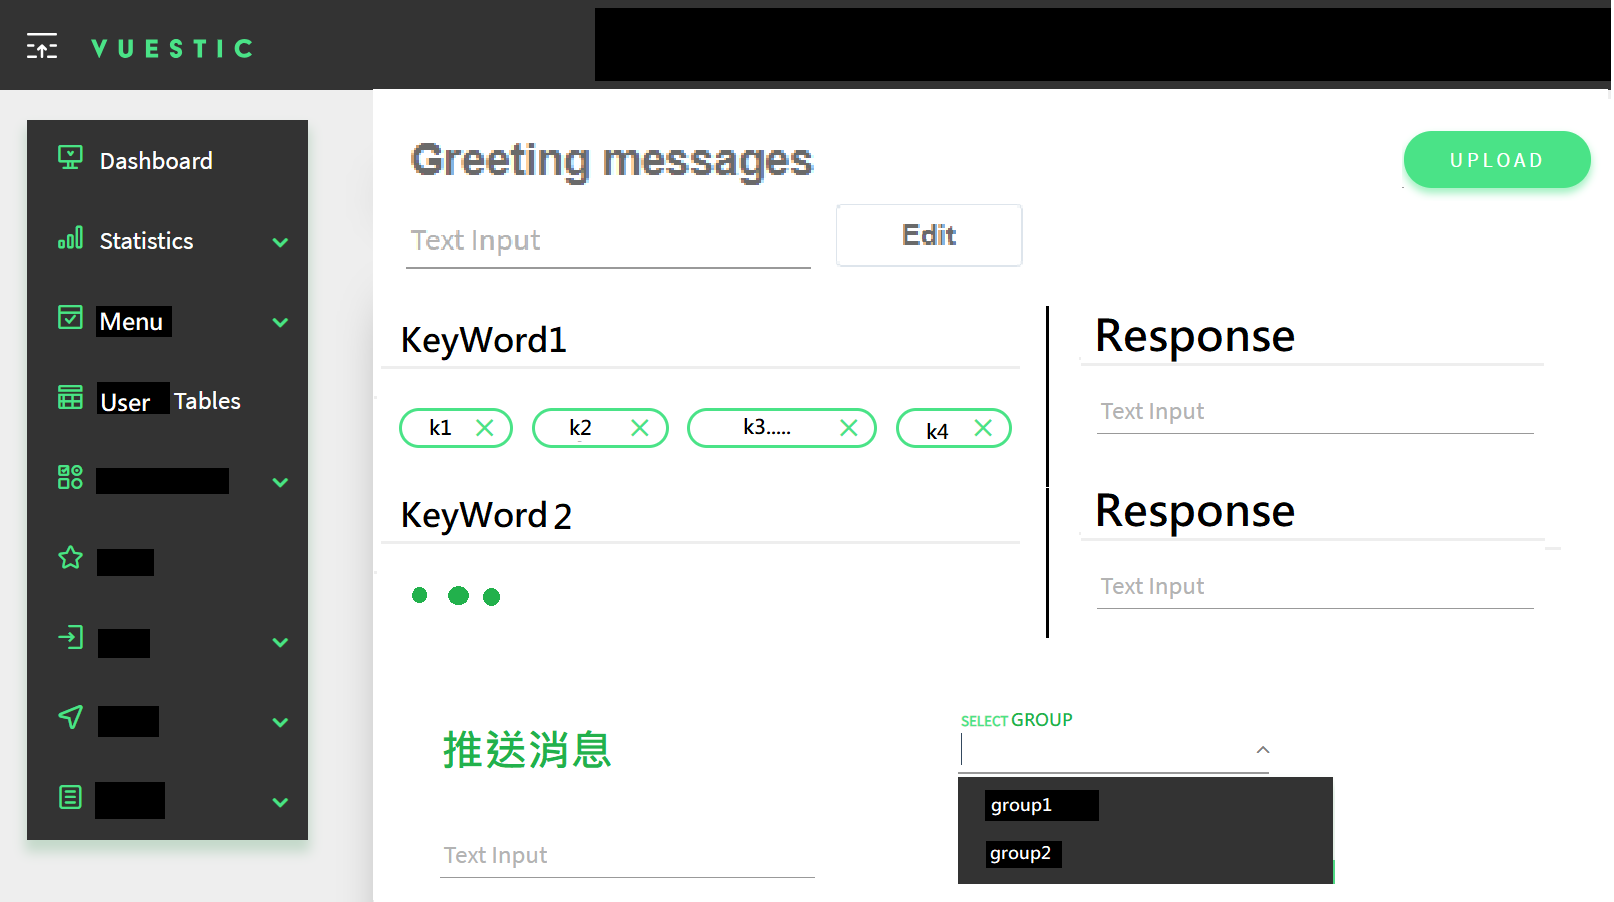 VUESTIC
Dashboard
Statistics
Menu
User Tables
Greeting messages
UPLOAD
Text Input
Edit
KeyWord1
Response
k1
k2
k3.....
k4
Text Input
KeyWord 2
Response
Text Input
推送消息
SELECT GROUP
group1
group2
Text Input